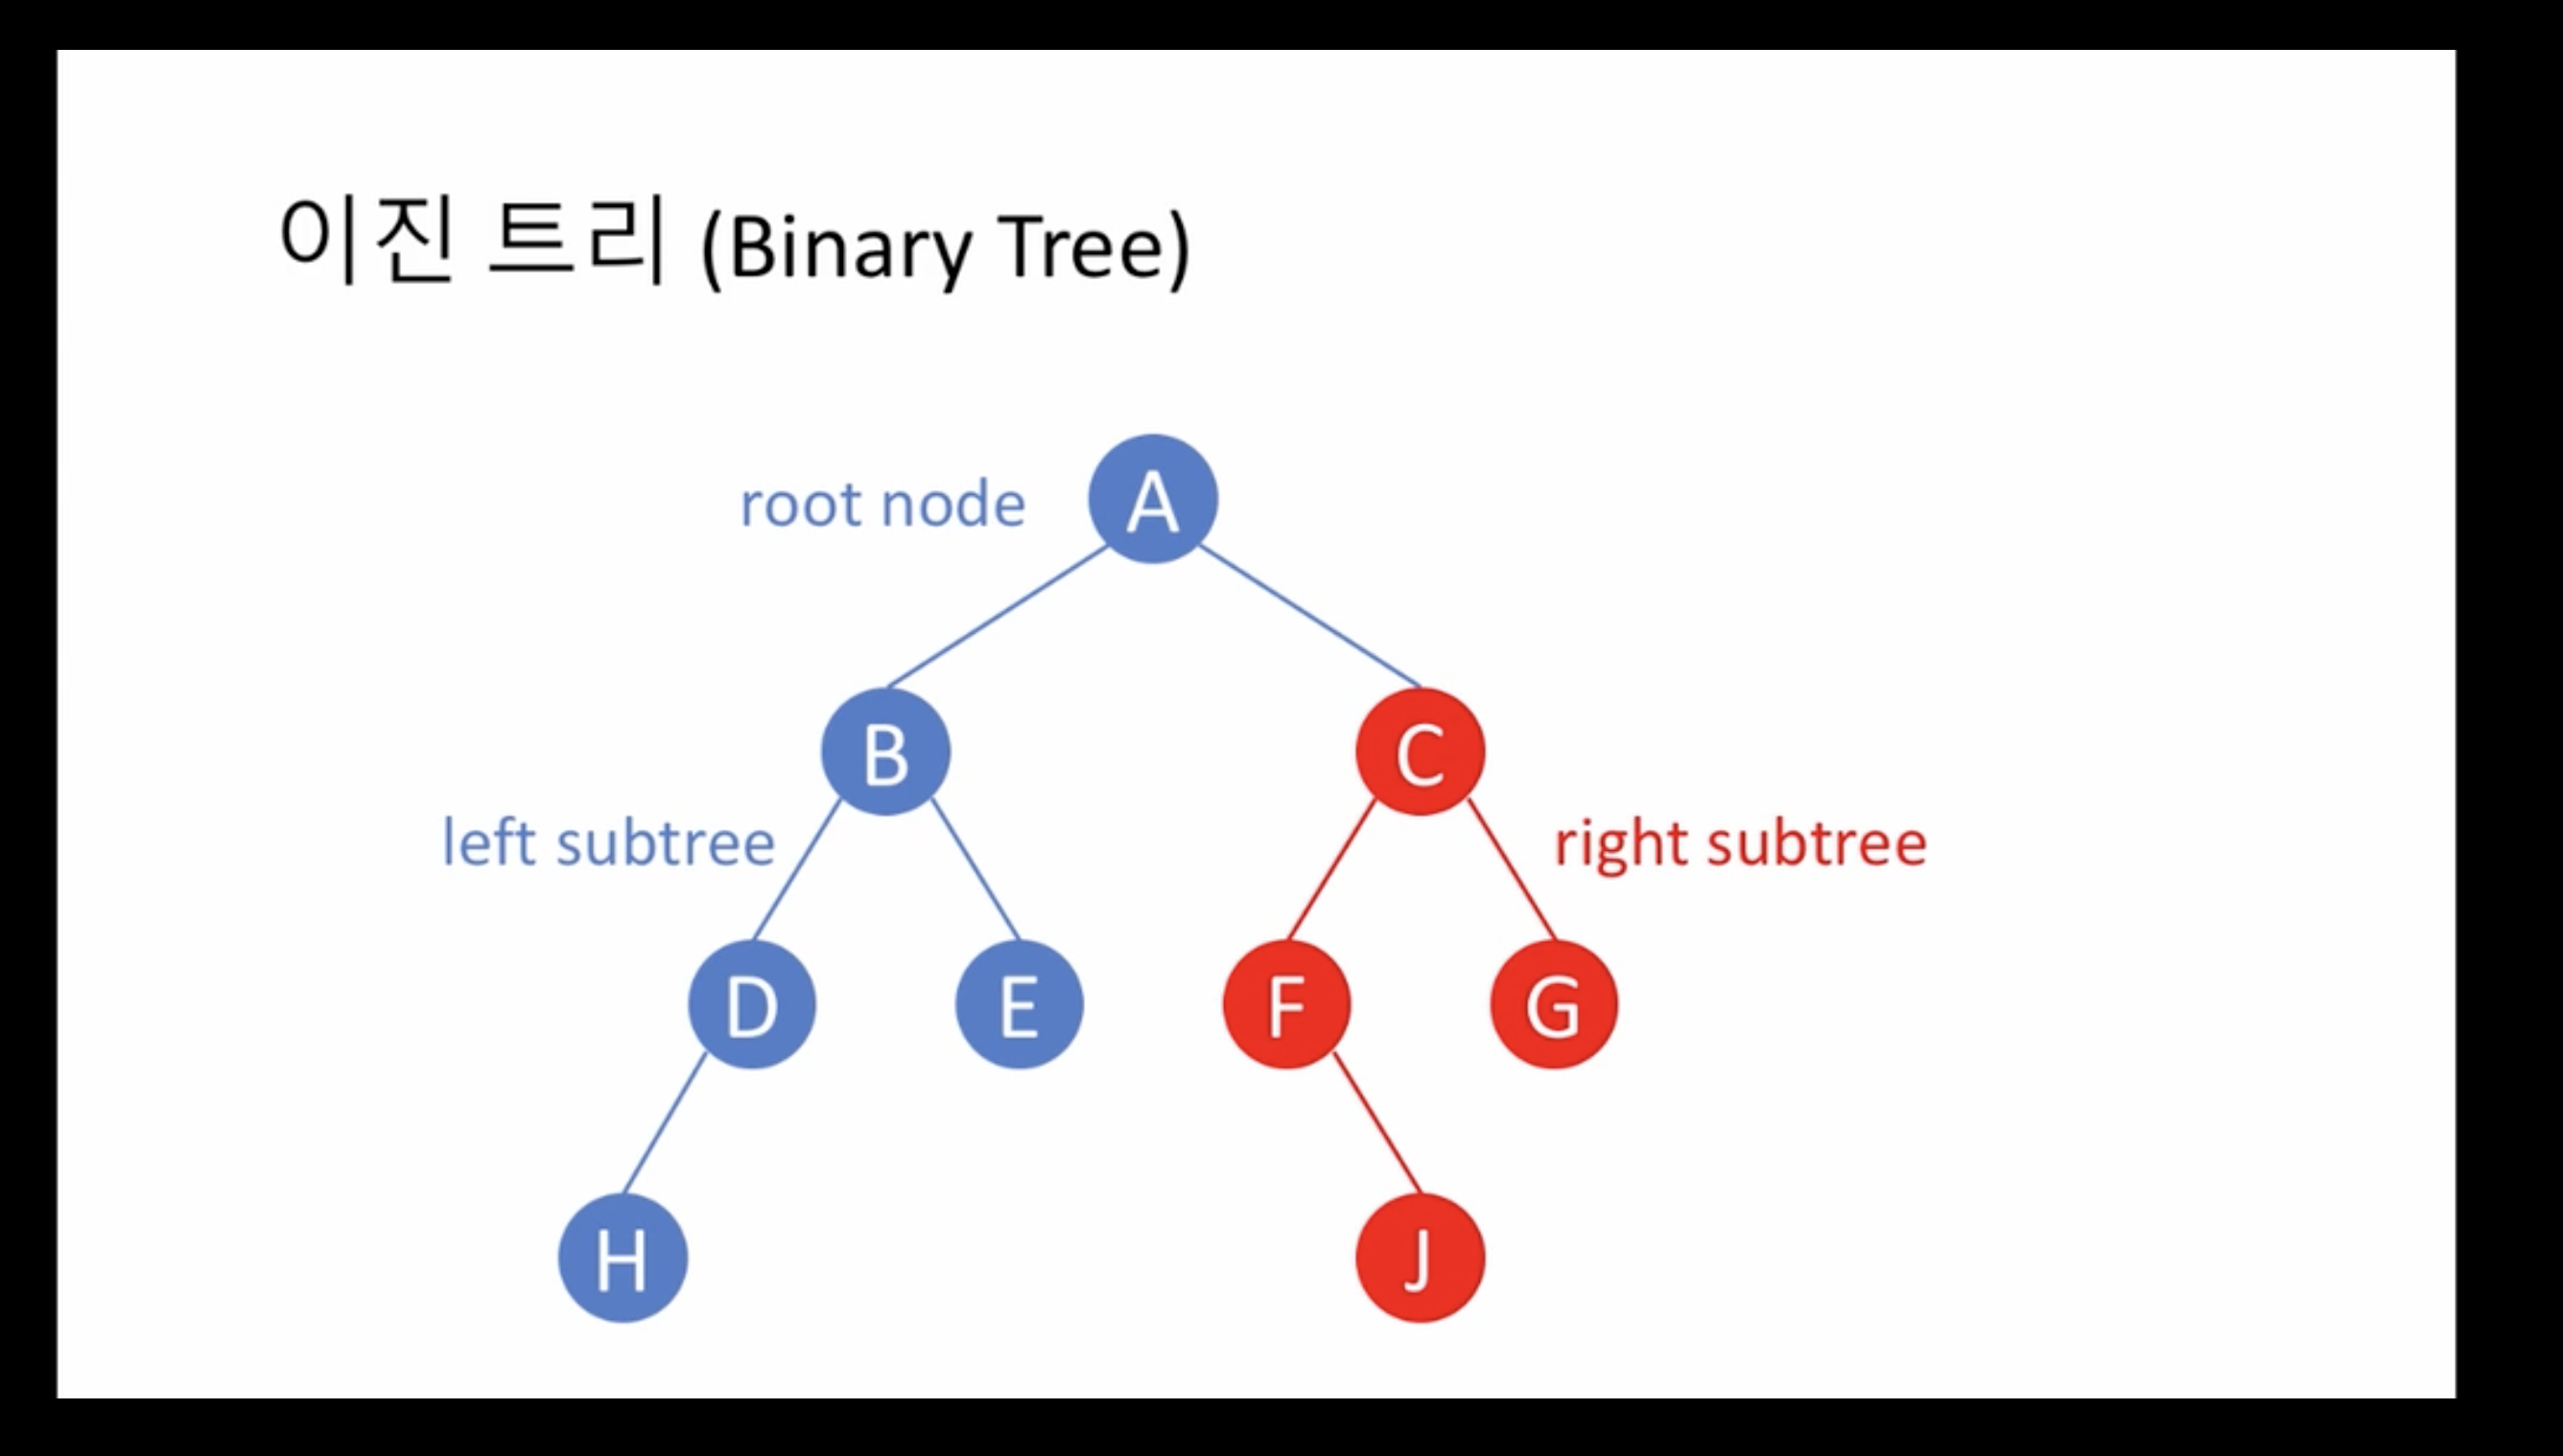 이진 트리 (Binary Tree)
root node
A
B
C
left subtree
right subtree
D
E
F
G
H
J